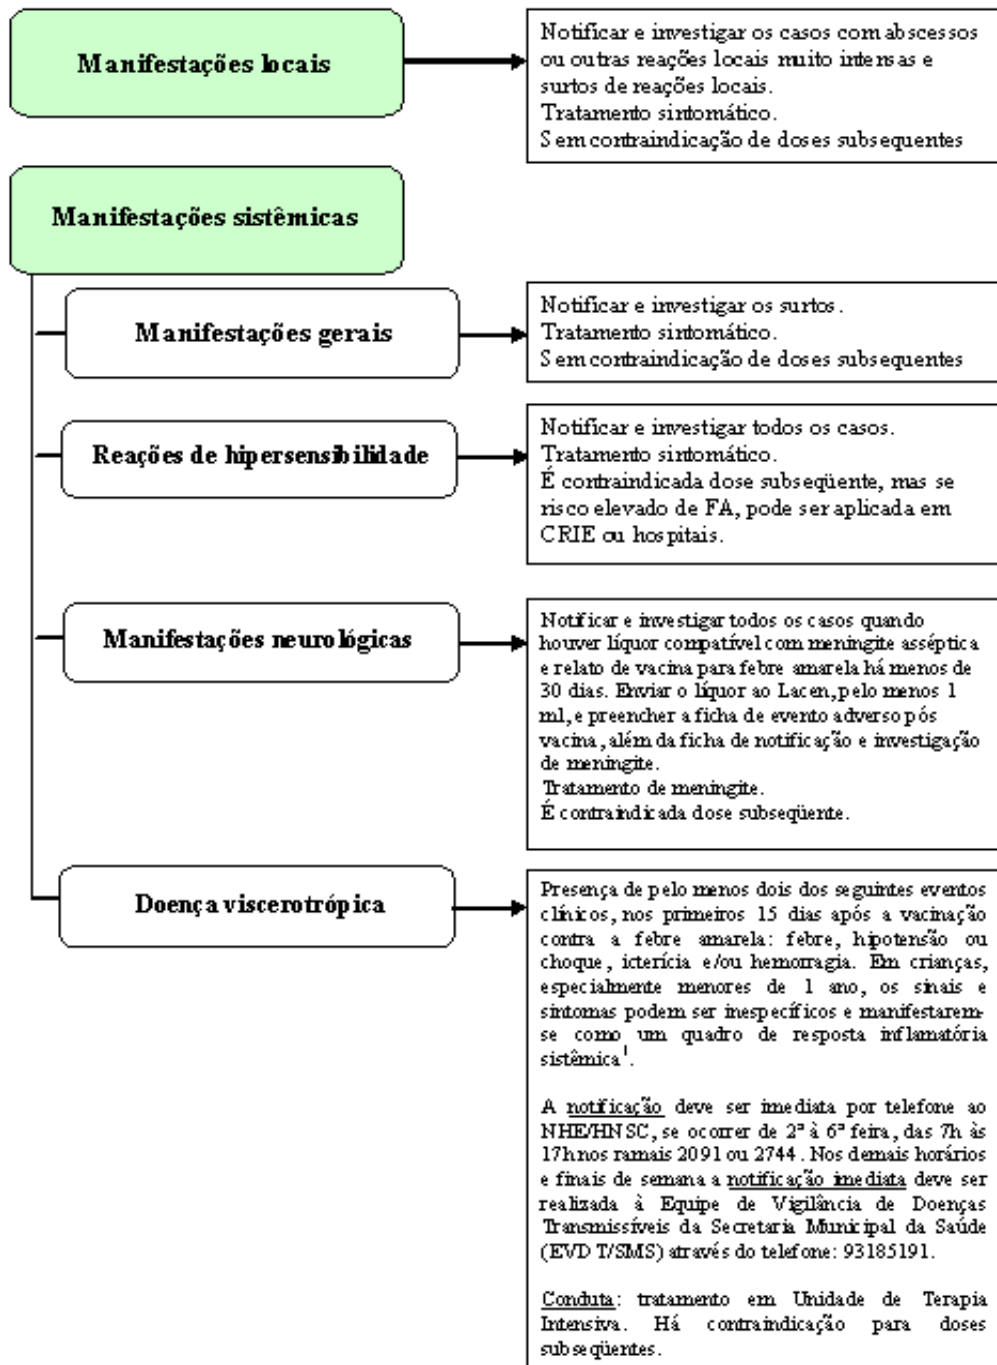 Manifestações locais
Notificar e investigar os casos com abscessos
ou outras reações locais muito intensas e
surtos de reações locais.
Tratamento sintomático.
Sem contraindicação de doses subsequentes
Manifestações sistêmicas
Manifestações gerais
Notificar e investigar os surtos.
Tratamento sintomático.
Sem contraindicação de doses subsequentes
Reações de hipersensibilidade
Notificar e investigar todos os casos.
Tratamento sintomático.
É contraindicada dose subseqüente, mas se
risco elevado de FA, pode ser aplicada em
CRIE ou hospitais.
Manifestações neurológicas
Notificar e investigar todos os casos quando
houver líquor compatível com meningite asséptica
e relato de vacina para febre amarela há menos de
30 dias. Enviar o líquor ao Lacen, pelo menos 1
ml, e preencher a ficha de evento adverso pós
vacina, além da ficha de notificação e investigação
de meningite.
Tratamento de meningite.
É contraindicada dose subseqüente.
Doença viscerotrópica
Presença de pelo menos dois dos seguintes eventos
clínicos, nos primeiros 15 dias após a vacinação
contra a febre amarela: febre, hipotensão ou
choque, icterícia e/ou hemorragia. Em crianças,
especialmente menores de 1 ano, os sinais e
sintomas podem ser inespecíficos e manifestarem-
se como um quadro de resposta inflamatória
sistêmica¹.
A notificação deve ser imediata por telefone ao
NHE/HNSC, se ocorrer de 2ª à 6ª feira, das 7h às
17h nos ramais 2091 ou 2744. Nos demais horários
e finais de semana a notificação imediata deve ser
realizada à Equipe de Vigilância de Doenças
Transmissíveis da Secretaria Municipal da Saúde
(EVD T/SMS) através do telefone: 93185191.
Conduta: tratamento em Unidade de Terapia
Intensiva. Há contraindicação para doses
subseqüentes.